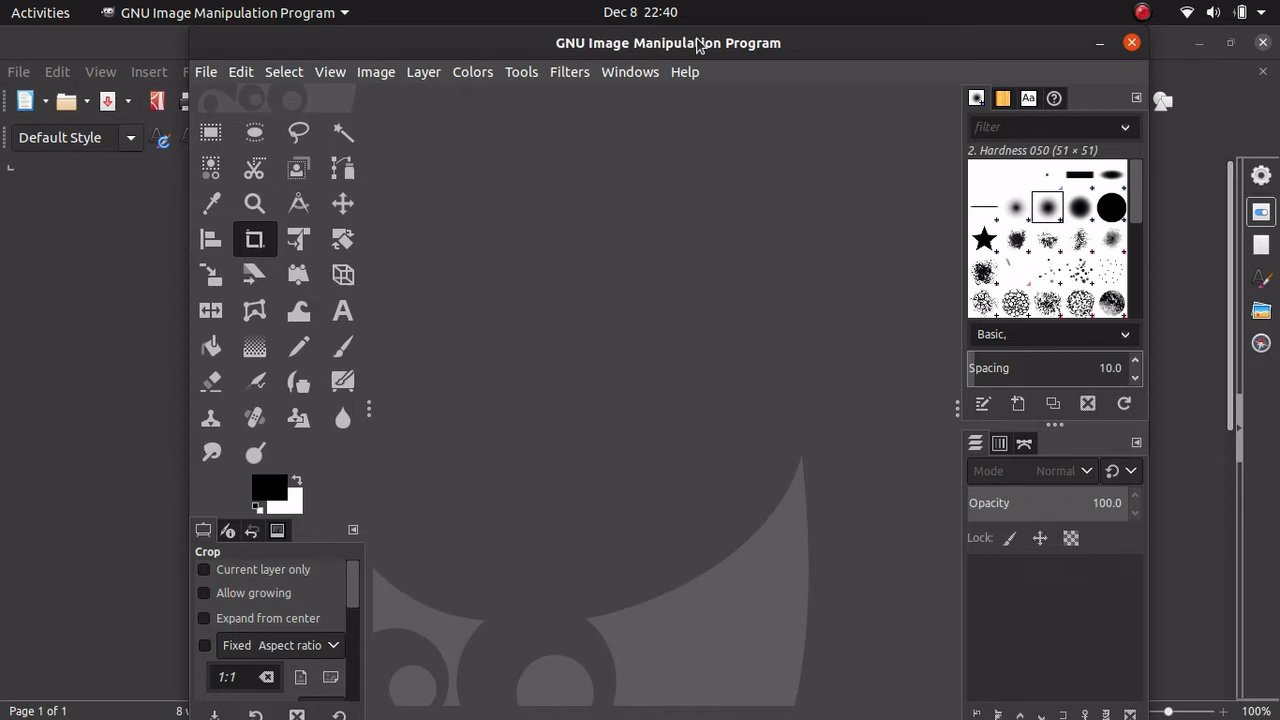 Activities
GNU Image Manipulation Program
Dec 8 22:40
GNU Image Manipulation Program
File Edit View Insert F
File Edit Select View Image Layer Colors Tools Filters Windows Help
Default Style
Aa
filter
2. Hardness 050 (51 × 51)
A
Basic,
Spacing 10.0
Mode Normal
Opacity 100.0
Lock:
Crop
Current layer only
Allow growing
Expand from center
Fixed Aspect ratio
1:1
Page 1 of 1
8 w
100%